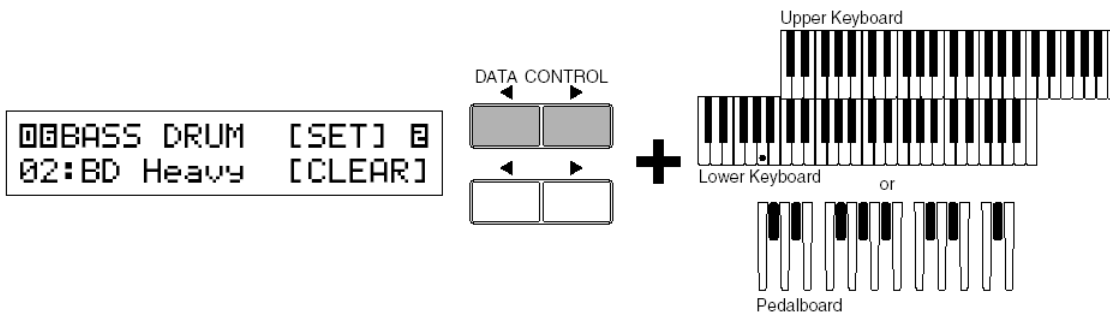 Upper Keyboard
DATA CONTROL
06BASS DRUM [SET] 2
02:BD Heavy [CLEAR]
Lower Keyboard
or
Pedalboard